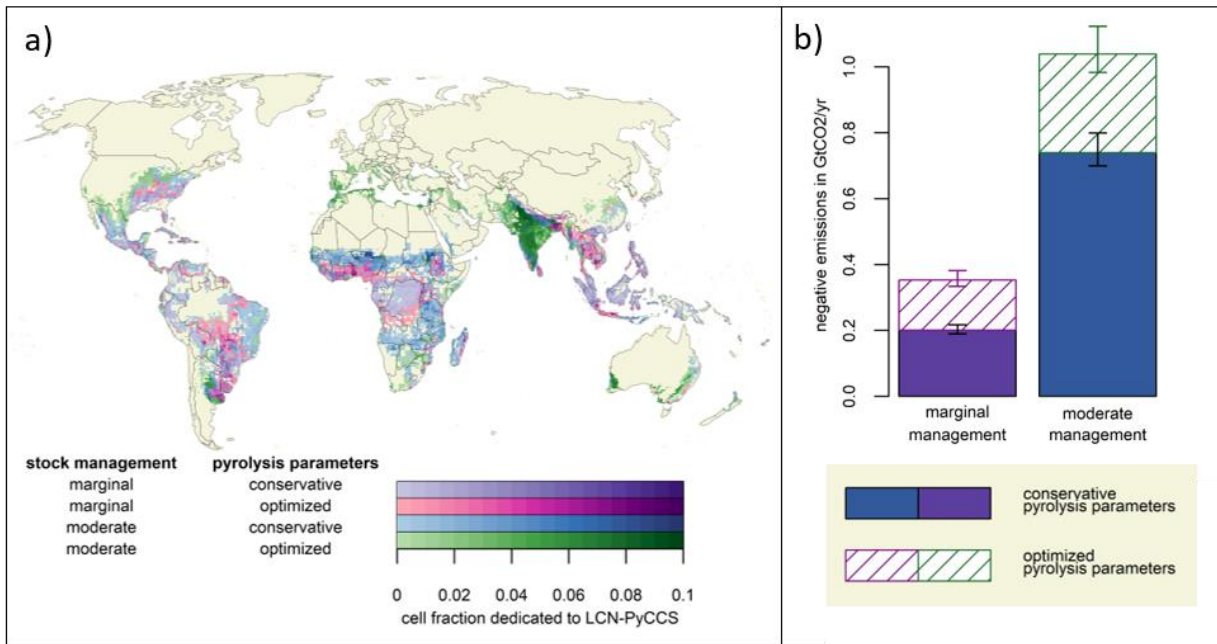 a)
stock management pyrolysis parameters
marginal conservative
marginal optimized
moderate conservative
moderate optimized
0 0.02 0.04 0.06 0.08 0.1
cell fraction dedicated to LCN-PyCCS
b)
negative emissions in GtCO2/yr
1.0
0.8
0.6
0.4
0.2
0.0
marginal management
moderate management
conservative
pyrolysis parameters
optimized
pyrolysis parameters